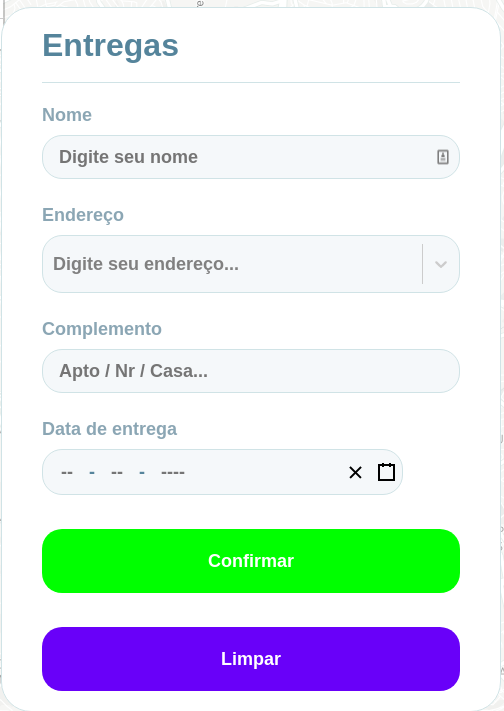 Entregas
Nome
Digite seu nome
Endereço
Digite seu endereço...
Complemento
Apto / Nr / Casa...
Data de entrega
-- - -- - ----
Confirmar
Limpar